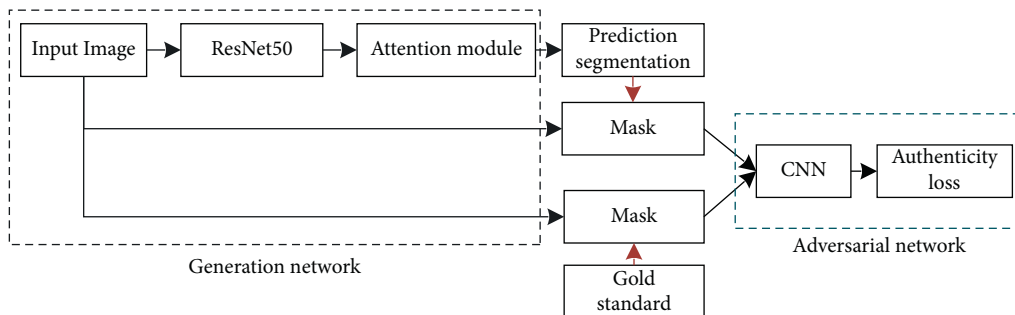 Input Image
ResNet50
Attention module
Prediction
segmentation
Mask
CNN
Authenticity
loss
Mask
Adversarial network
Generation network
Gold
standard